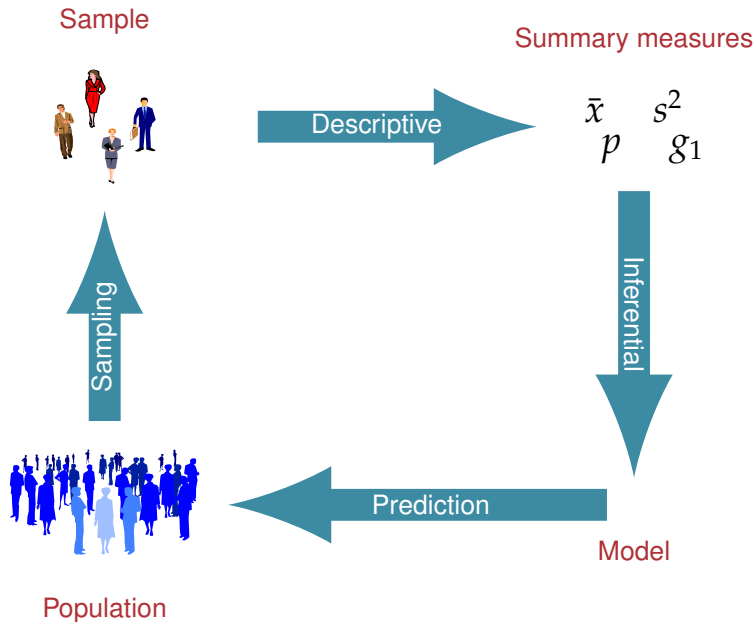 Sample
Summary measures
Descriptive
x̄ s²
p g₁
Sampling
Inferential
Prediction
Model
Population